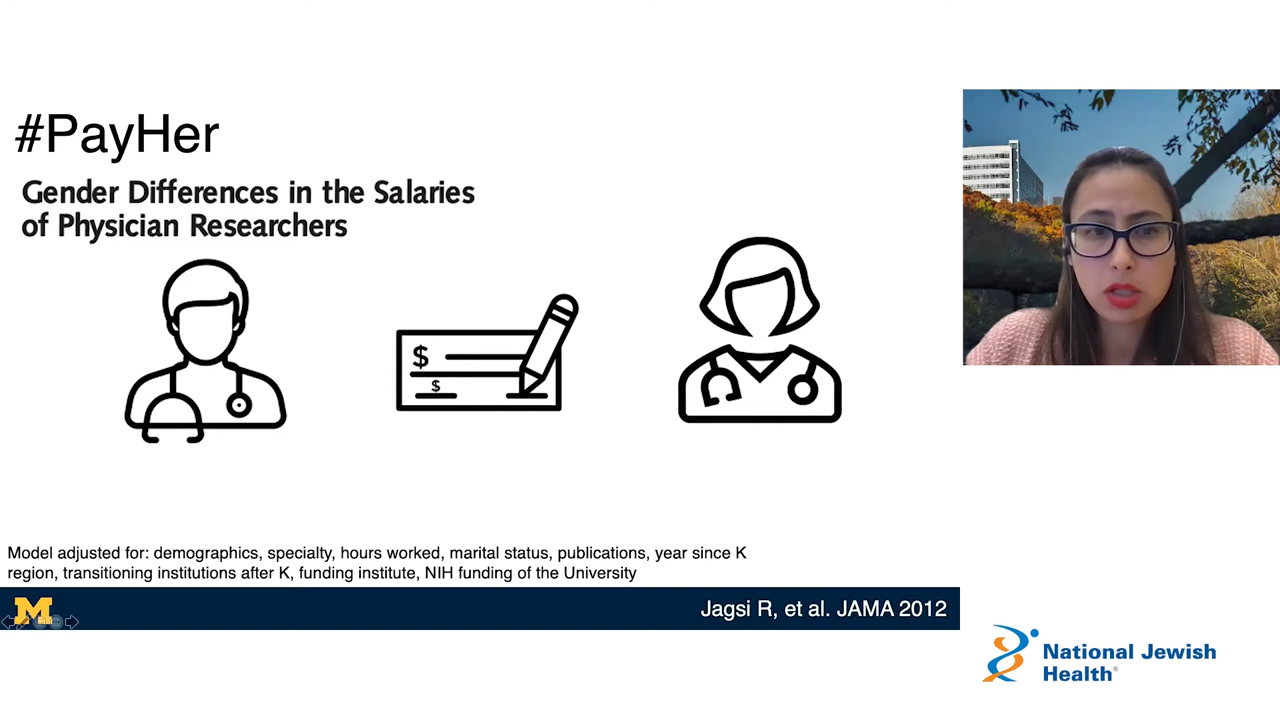 #PayHer
Gender Differences in the Salaries
of Physician Researchers
$
$
Model adjusted for: demographics, specialty, hours worked, marital status, publications, year since K
region, transitioning institutions after K, funding institute, NIH funding of the University
M
Jagsi R, et al. JAMA 2012
National Jewish
Health®